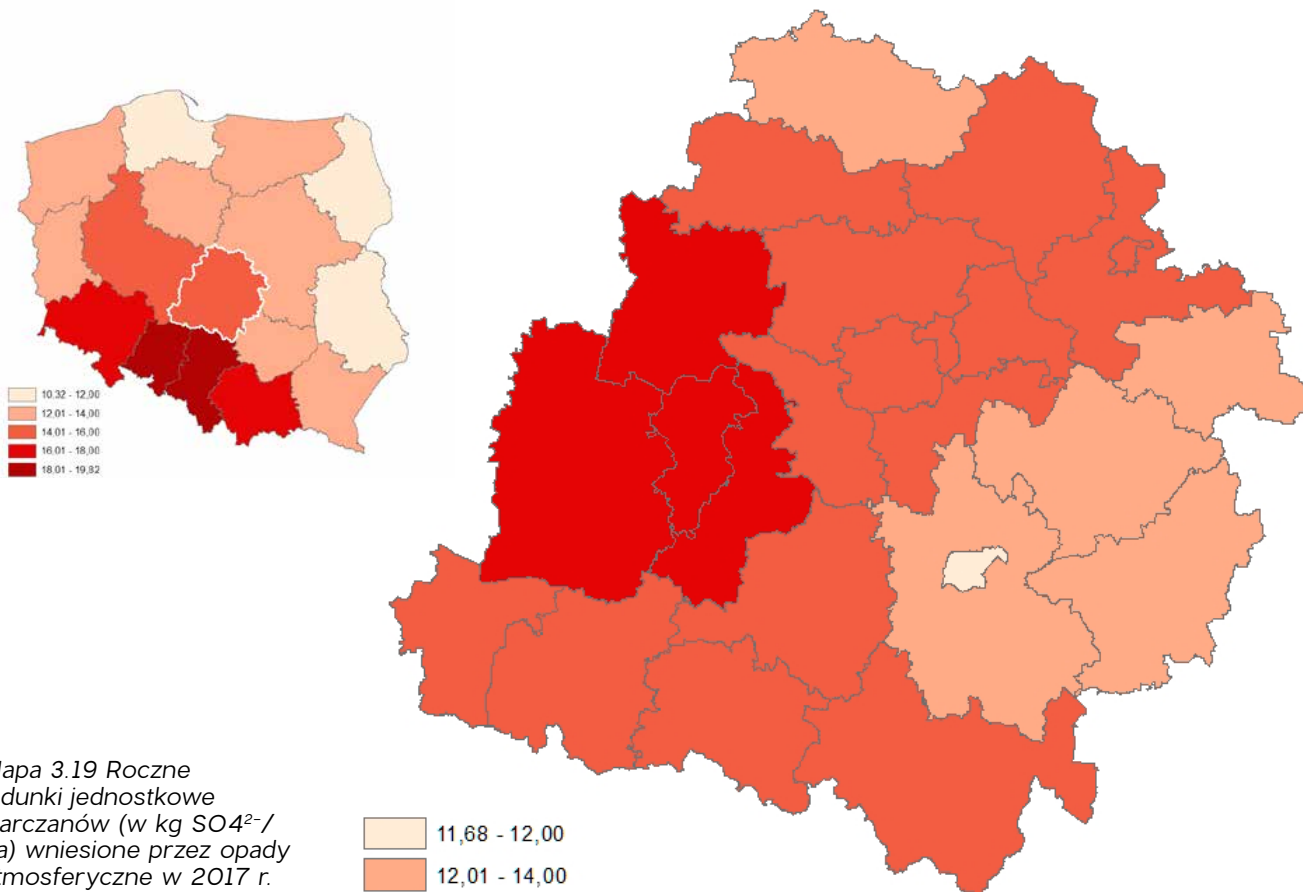 10,32 - 12,00
12,01 - 14,00
14,01 - 16,00
16,01 - 18,00
18,01 - 19,82
apa 3.19 Roczne
dunki jednostkowe
arczanów (w kg SO4²⁻/
a) wniesione przez opady
tmosferyczne w 2017 r.
11,68 - 12,00
12,01 - 14,00